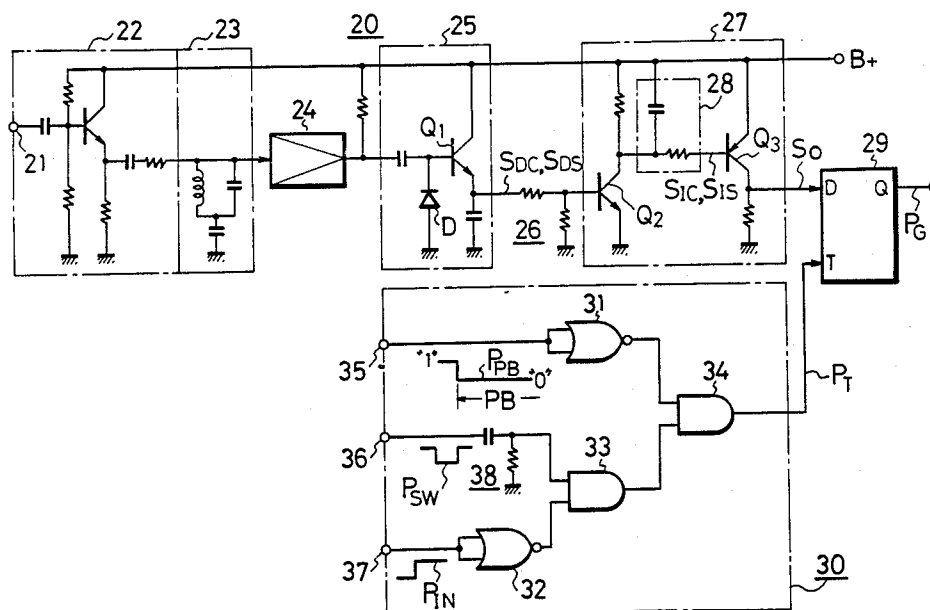 22
23
20
25
27
B+
28
24
Q1
Q3
SDC,SDS
SIC,SIS
So
29
D
Q
21
D
26
Q2
PG
T
31
35
"1"
PPB
"0"
PB
34
PT
36
33
PSW
38
37
PIN
32
30